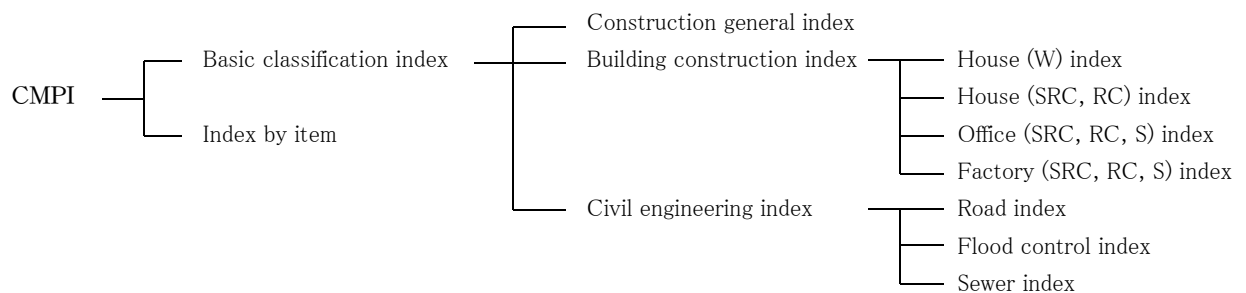 Construction general index
Basic classification index
Building construction index
House (W) index
CMPI
House (SRC, RC) index
Index by item
Office (SRC, RC, S) index
Factory (SRC, RC, S) index
Civil engineering index
Road index
Flood control index
Sewer index